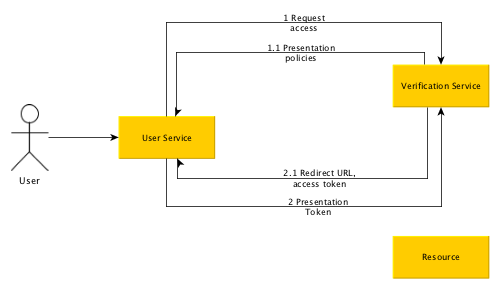 1 Request
access
1.1 Presentation
policies
Verification Service
User Service
User
2.1 Redirect URL,
access token
2 Presentation
Token
Resource